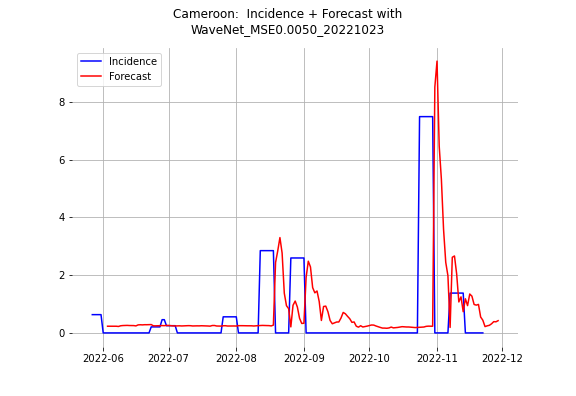 Cameroon:  Incidence + Forecast with
WaveNet_MSE0.0050_20221023
Incidence
Forecast
8
6
4
2
0
2022-06 2022-07 2022-08 2022-09 2022-10 2022-11 2022-12